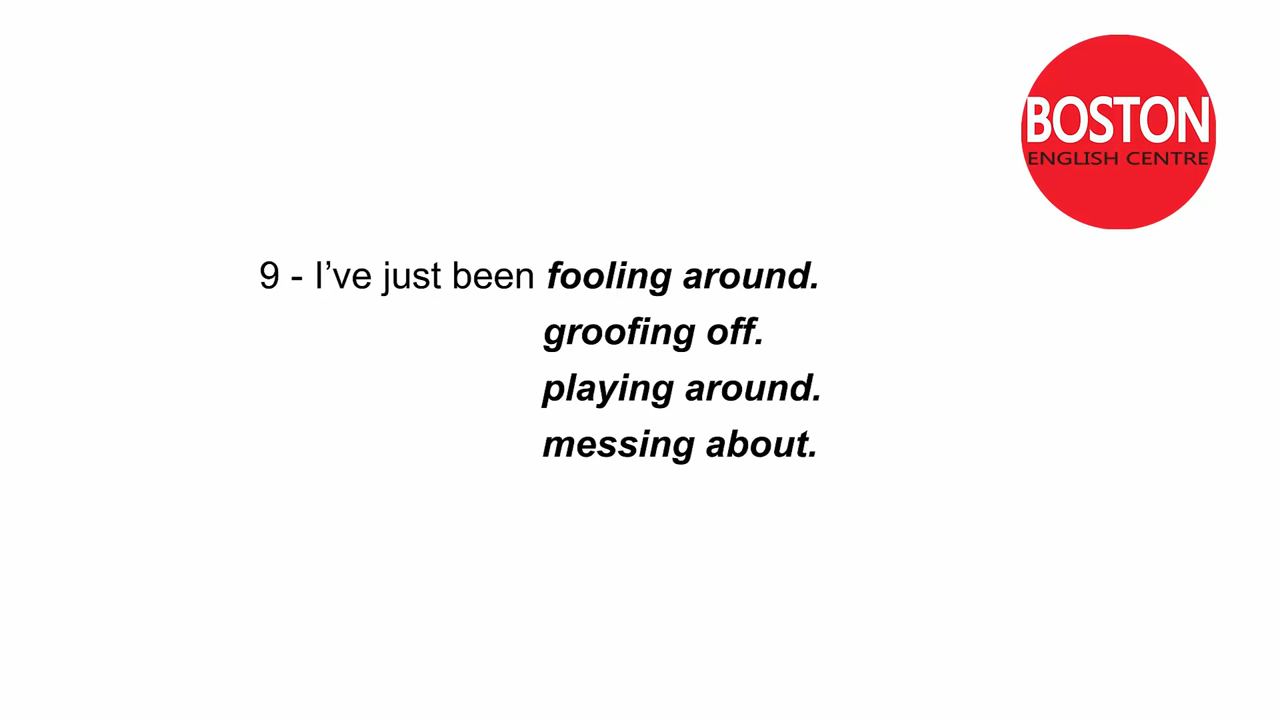 BOSTON
ENGLISH CENTRE
9 - I’ve just been fooling around.
groofing off.
playing around.
messing about.